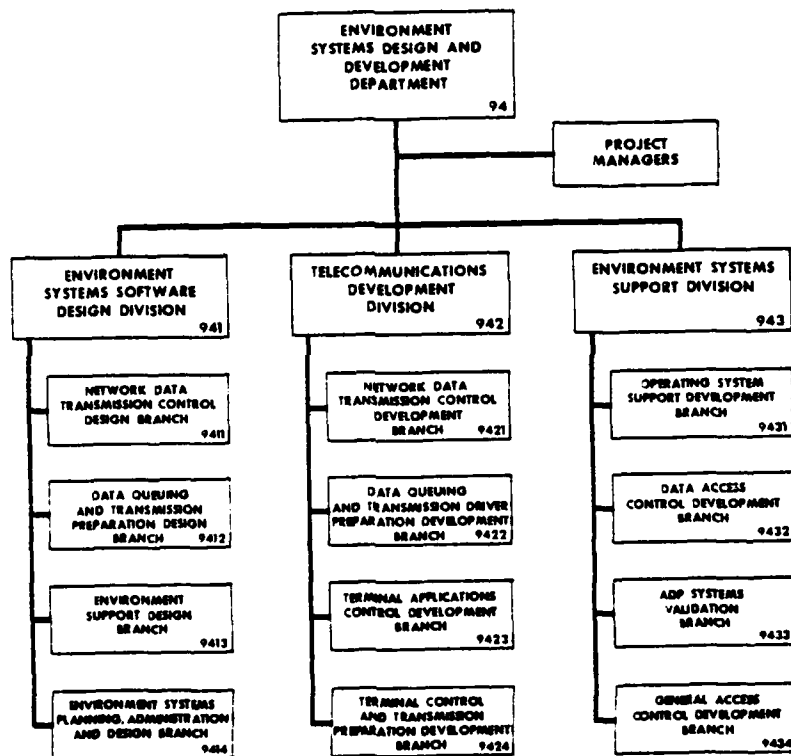 ENVIRONMENT
SYSTEMS DESIGN AND
DEVELOPMENT
DEPARTMENT
94
PROJECT
MANAGERS
ENVIRONMENT
SYSTEMS SOFTWARE
DESIGN DIVISION
941
NETWORK DATA
TRANSMISSION CONTROL
DESIGN BRANCH
9411
DATA QUEUING
AND TRANSMISSION
PREPARATION DESIGN
BRANCH
9412
ENVIRONMENT
SUPPORT DESIGN
BRANCH
9413
ENVIRONMENT SYSTEMS
PLANNING, ADMINISTRATION
AND DESIGN BRANCH
9414
TELECOMMUNICATIONS
DEVELOPMENT
DIVISION
942
NETWORK DATA
TRANSMISSION CONTROL
DEVELOPMENT
BRANCH
9421
DATA QUEUING
AND TRANSMISSION DRIVER
PREPARATION DEVELOPMENT
BRANCH
9422
TERMINAL APPLICATIONS
CONTROL DEVELOPMENT
BRANCH
9423
TERMINAL CONTROL
AND TRANSMISSION
PREPARATION DEVELOPMENT
BRANCH
9424
ENVIRONMENT SYSTEMS
SUPPORT DIVISION
943
OPERATING SYSTEM
SUPPORT DEVELOPMENT
BRANCH
9431
DATA ACCESS
CONTROL DEVELOPMENT
BRANCH
9432
ADP SYSTEMS
VALIDATION
BRANCH
9433
GENERAL ACCESS
CONTROL DEVELOPMENT
BRANCH
9434